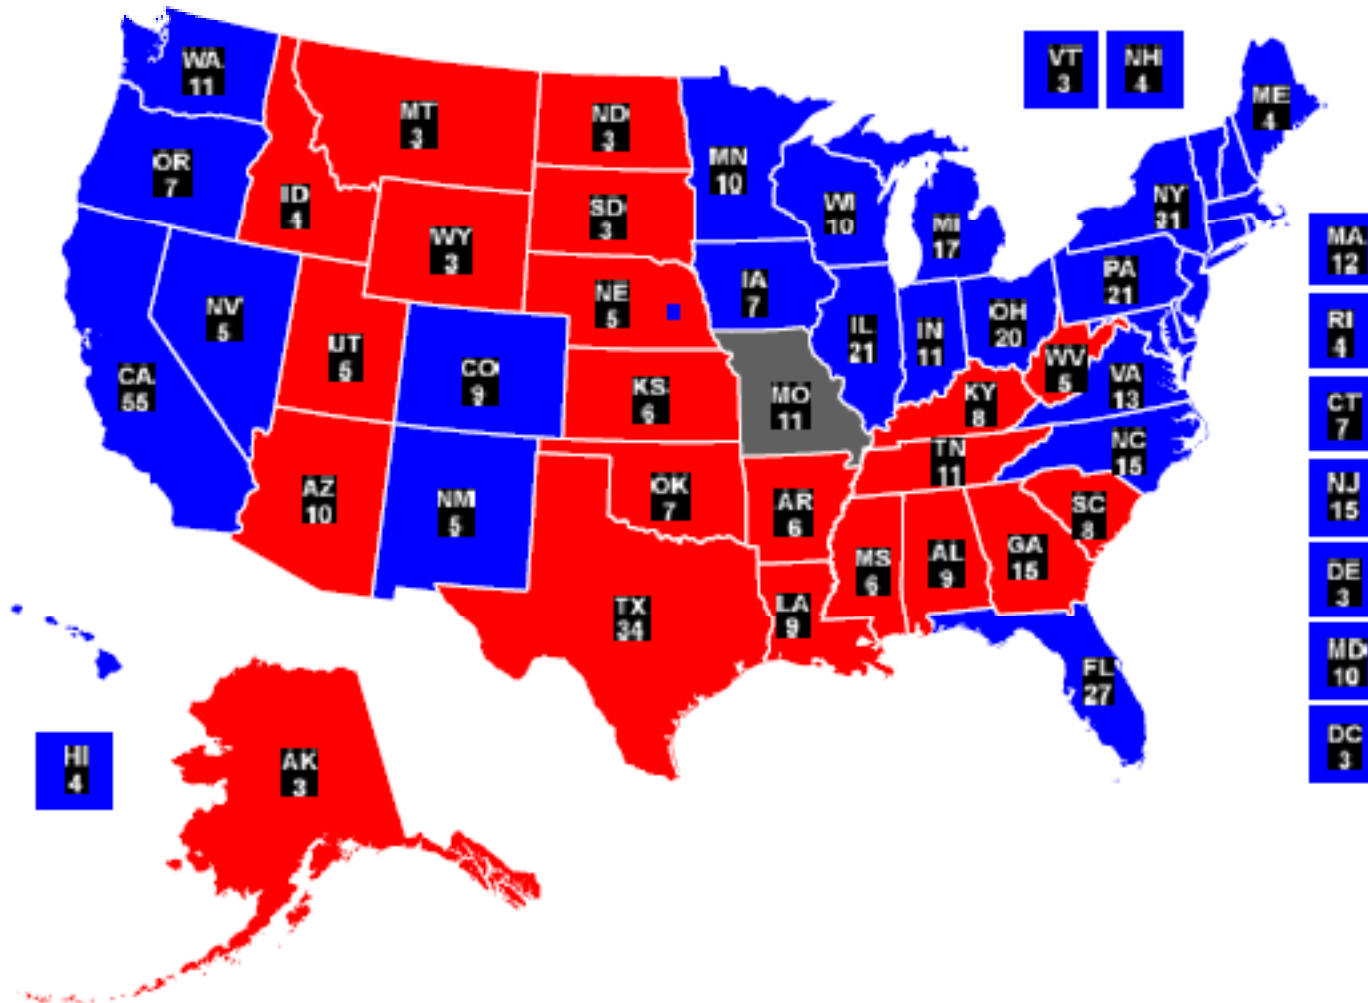 WA
11
OR
7
CA
55
NV
5
ID
4
MT
3
WY
3
UT
5
AZ
10
CO
9
NM
5
ND
3
SD
3
NE
5
KS
6
OK
7
TX
34
MN
10
IA
7
MO
11
AR
6
LA
9
WI
10
IL
21
MI
17
IN
11
OH
20
KY
8
TN
11
MS
6
AL
9
GA
15
FL
27
SC
8
NC
15
VA
13
WV
5
PA
21
NY
31
ME
4
VT
3
NH
4
MA
12
RI
4
CT
7
NJ
15
DE
3
MD
10
DC
3
HI
4
AK
3